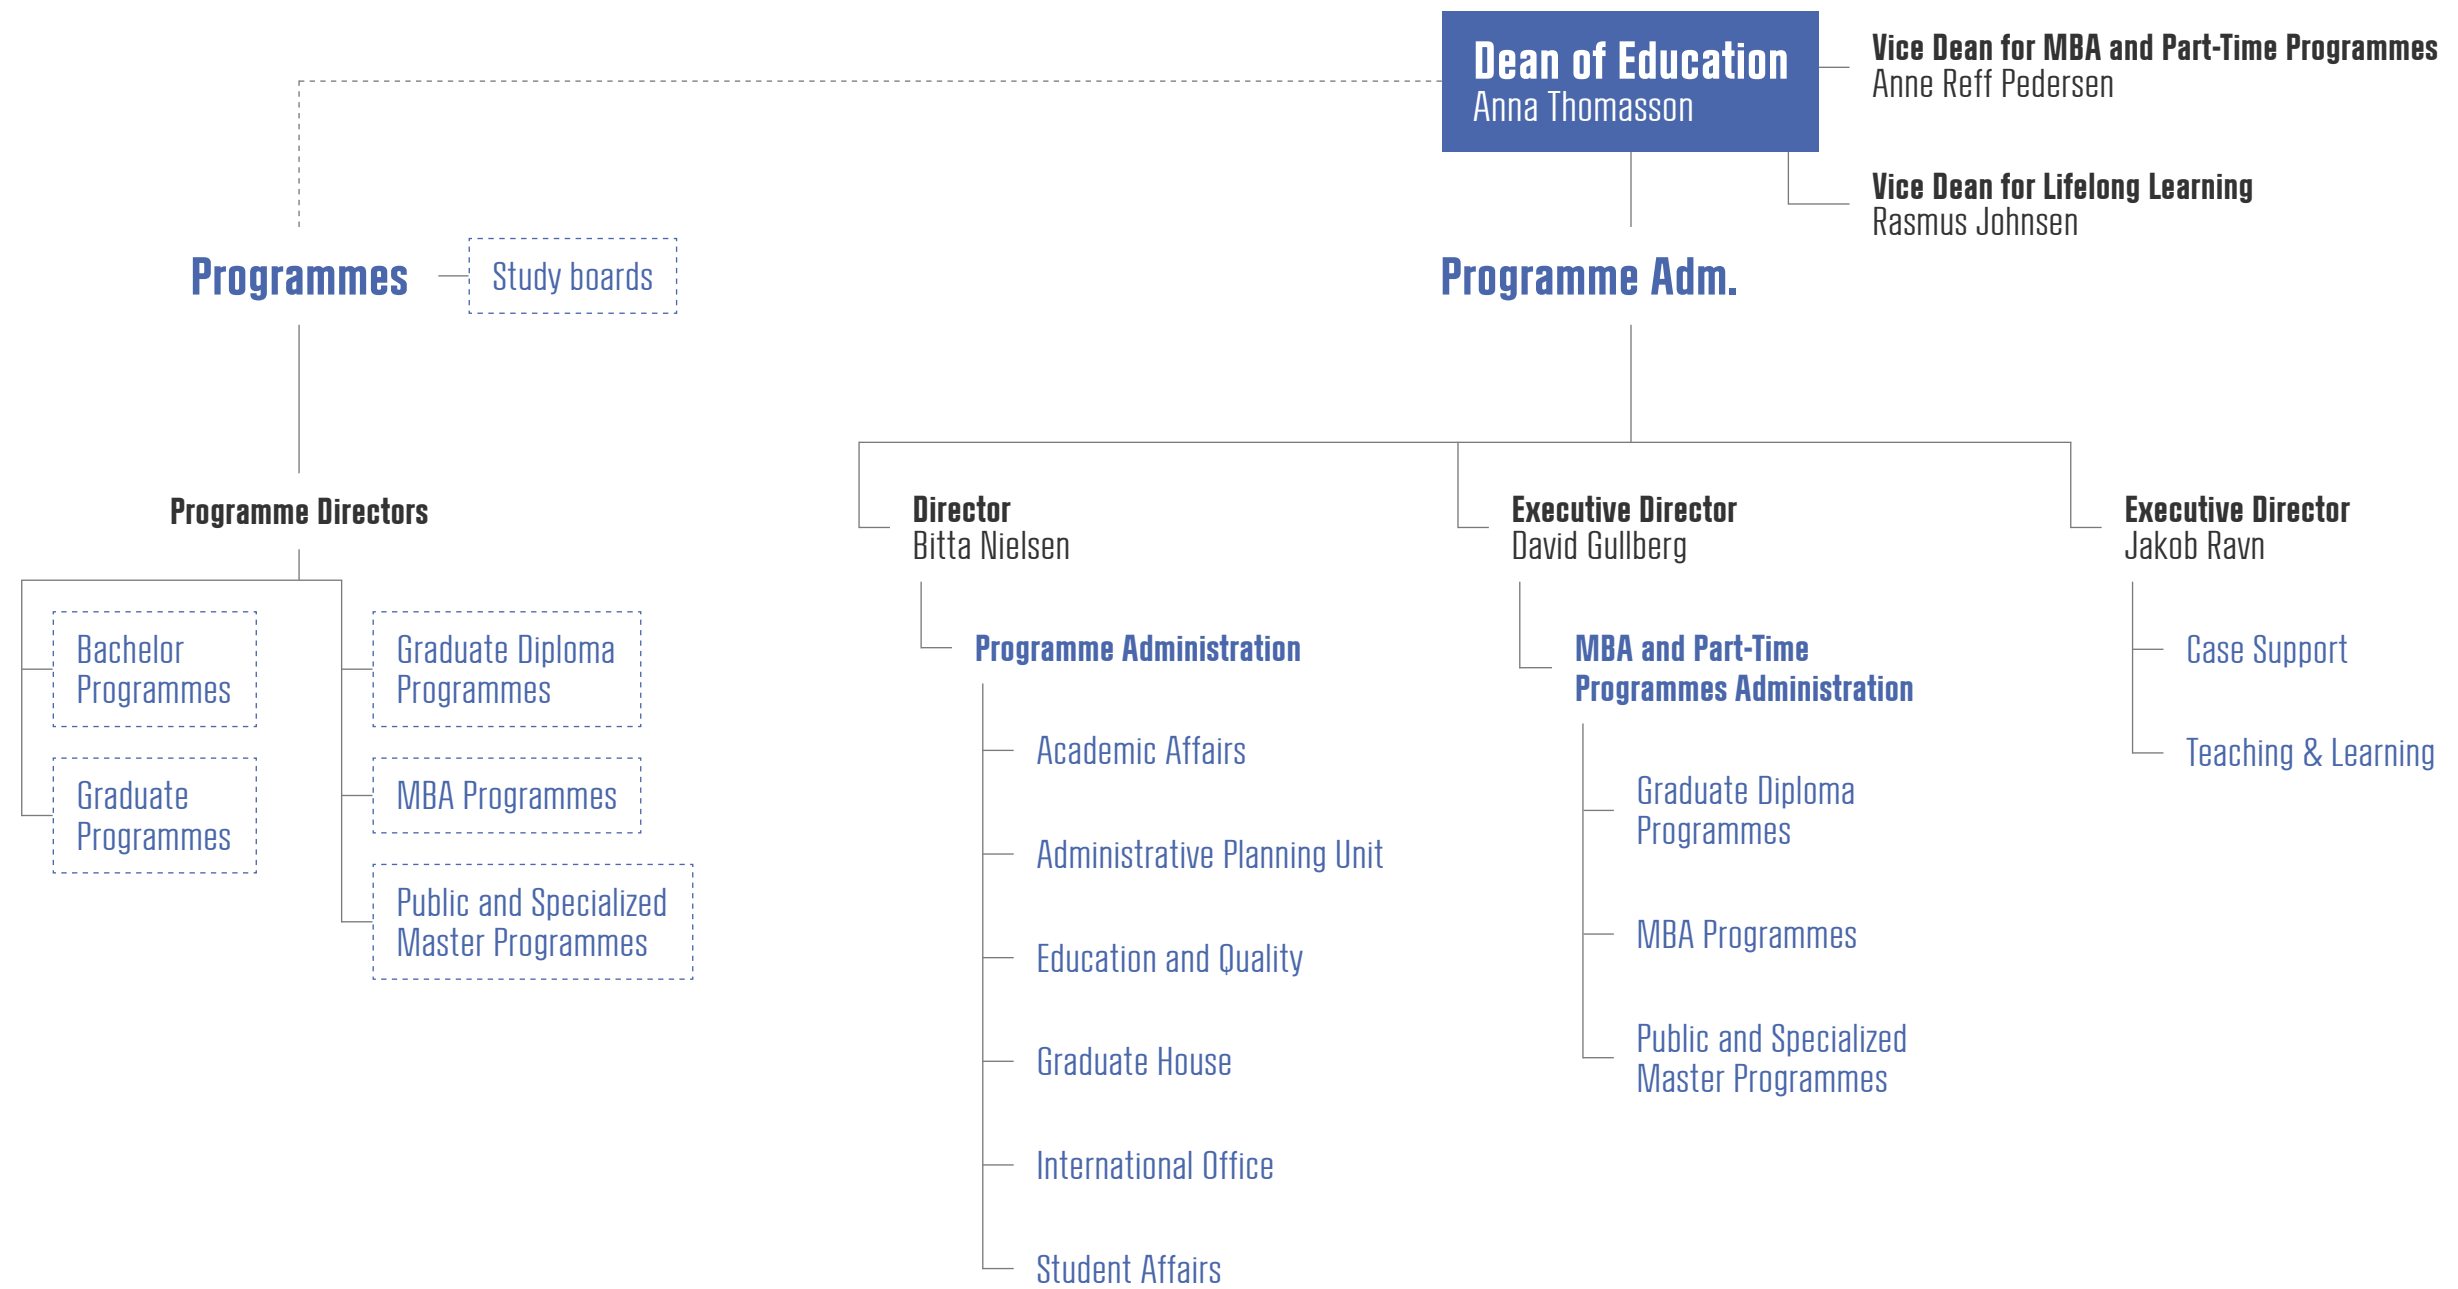 Dean of Education
Anna Thomasson
Vice Dean for MBA and Part-Time Programmes
Anne Reff Pedersen
Vice Dean for Lifelong Learning
Rasmus Johnsen
Programmes
Study boards
Programme Adm.
Programme Directors
Bachelor
Programmes
Graduate
Programmes
Graduate Diploma
Programmes
MBA Programmes
Public and Specialized
Master Programmes
Director
Bitta Nielsen
Programme Administration
Academic Affairs
Administrative Planning Unit
Education and Quality
Graduate House
International Office
Student Affairs
Executive Director
David Gullberg
MBA and Part-Time
Programmes Administration
Graduate Diploma
Programmes
MBA Programmes
Public and Specialized
Master Programmes
Executive Director
Jakob Ravn
Case Support
Teaching & Learning